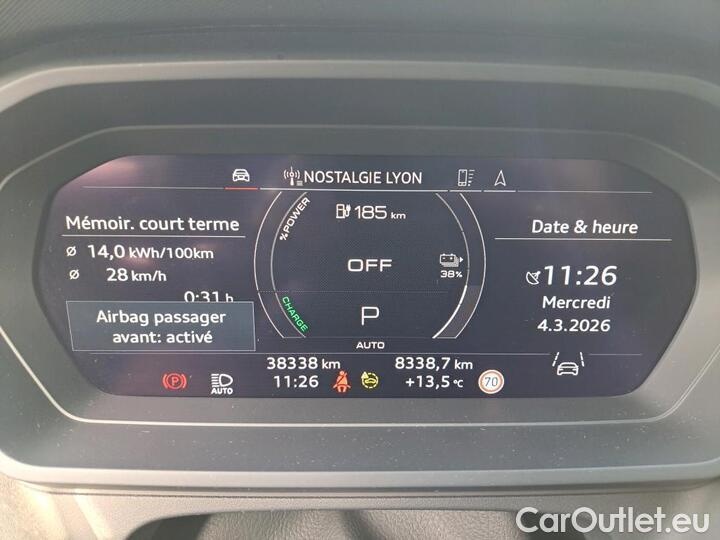 NOSTALGIE LYON
Mémoir. court terme
ø 14,0 kWh/100km
ø 28 km/h
0:31 h
Airbag passager
avant: activé
% POWER
185 km
OFF
38%
CHARGE
P
AUTO
Date & heure
11:26
Mercredi
4.3.2026
38338 km
8338,7 km
P
AUTO
11:26
+13,5 °C
70
CarOutlet.eu